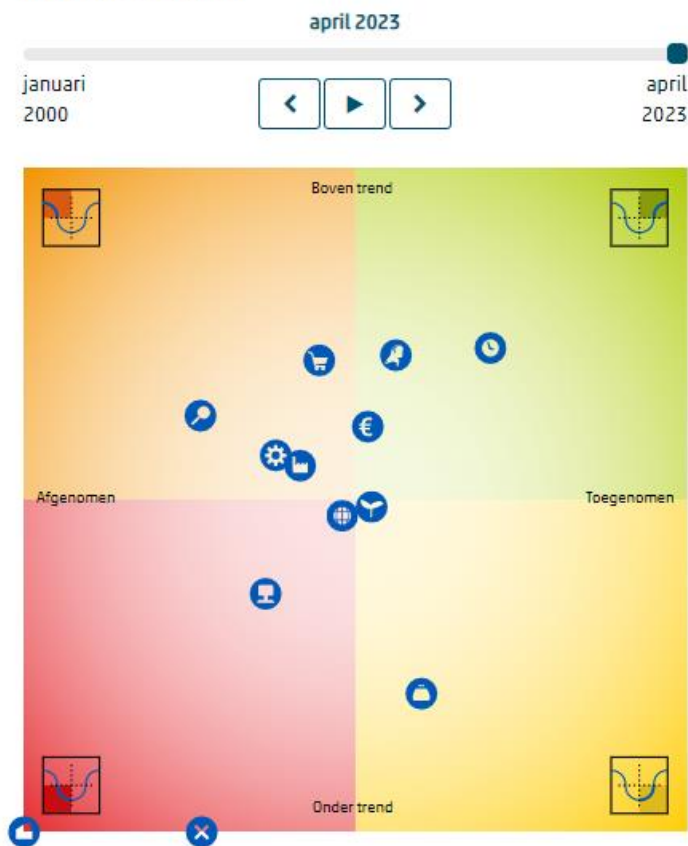 april 2023
januari
2000
april
2023
Boven trend
€
Afgenomen
Toegenomen
Onder trend